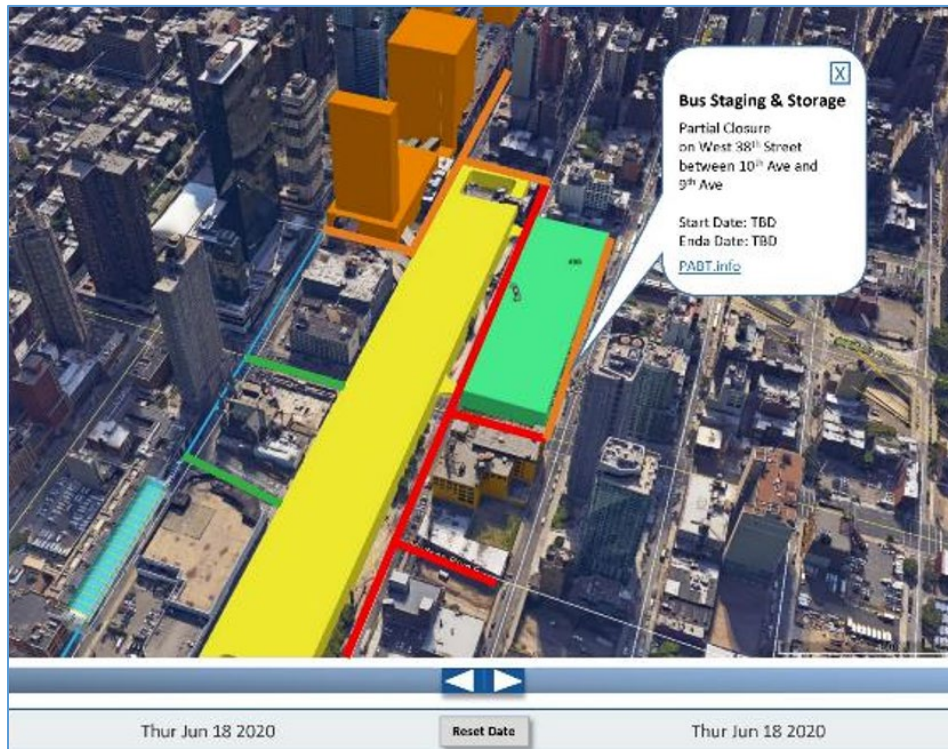 X
Bus Staging & Storage
Partial Closure
on West 38th Street
between 10th Ave and
9th Ave
Start Date: TBD
Enda Date: TBD
PABT.info
Thur Jun 18 2020
Reset Date
Thur Jun 18 2020